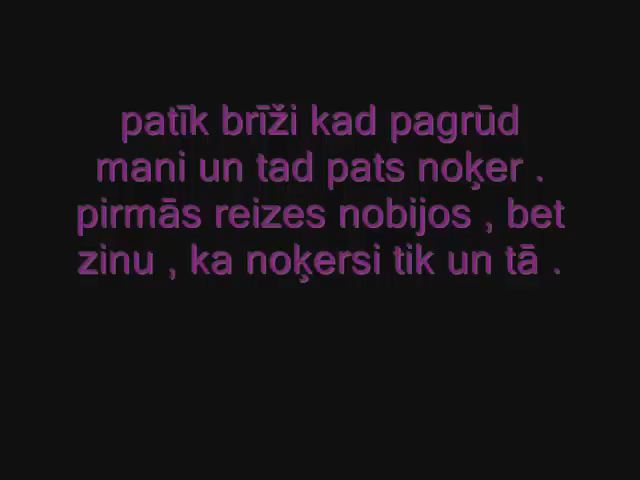 patīk brīži kad pagrūd
mani un tad pats noķer .
pirmās reizes nobijos , bet
zinu , ka noķersi tik un tā .